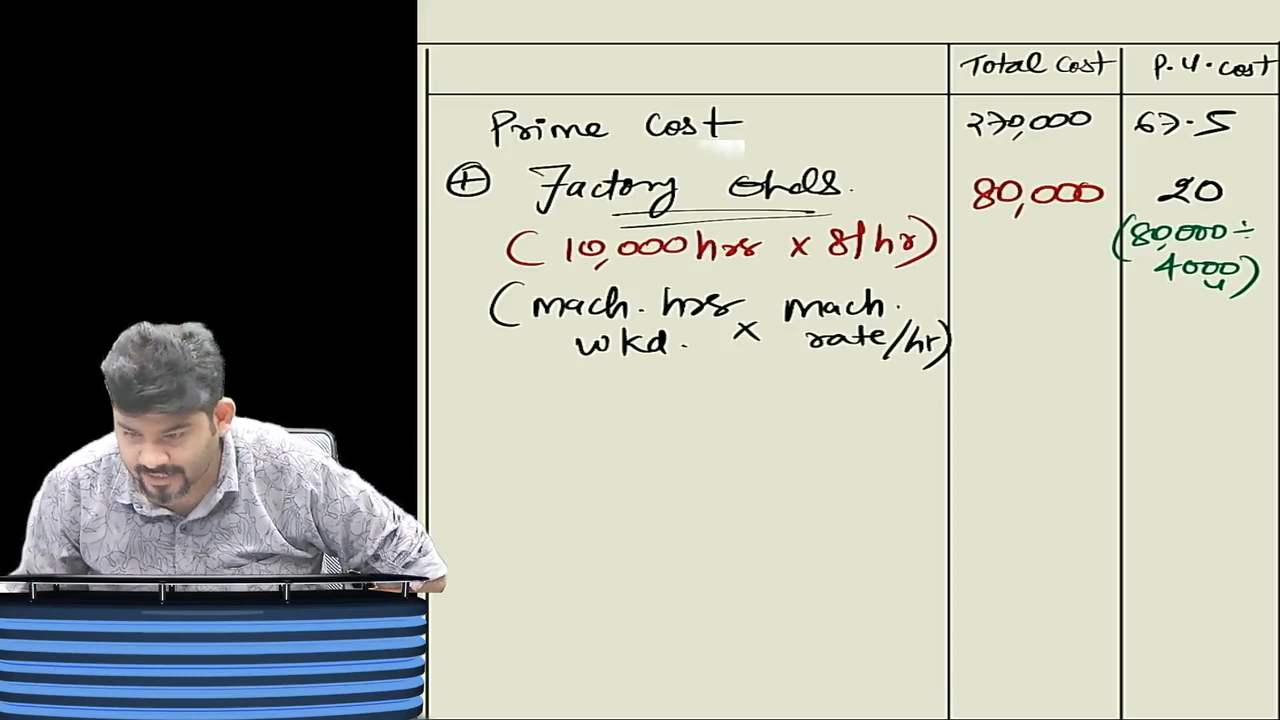 Total Cost P.U. cost
Prime Cost 270,000 67.5
⊕ Factory Ohds. 80,000 20
(10,000 hrs x 8/hr) (80,000 ÷
4000)
u
(mach. hrs x mach.
wkd. rate/hr)